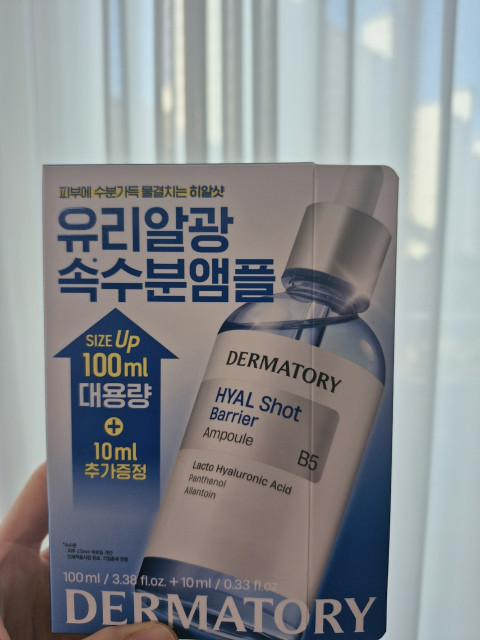 피부에 수분가득 물결치는 히알샷
유리알광
속수분앰플
SIZE Up
100ml
대용량
+
10ml
추가증정
DERMATORY
HYAL Shot
Barrier
Ampoule
B5
Lacto Hyaluronic Acid
Panthenol
Allantoin
100ml / 3.38 fl.oz. + 10ml / 0.33 fl.oz
DERMATORY